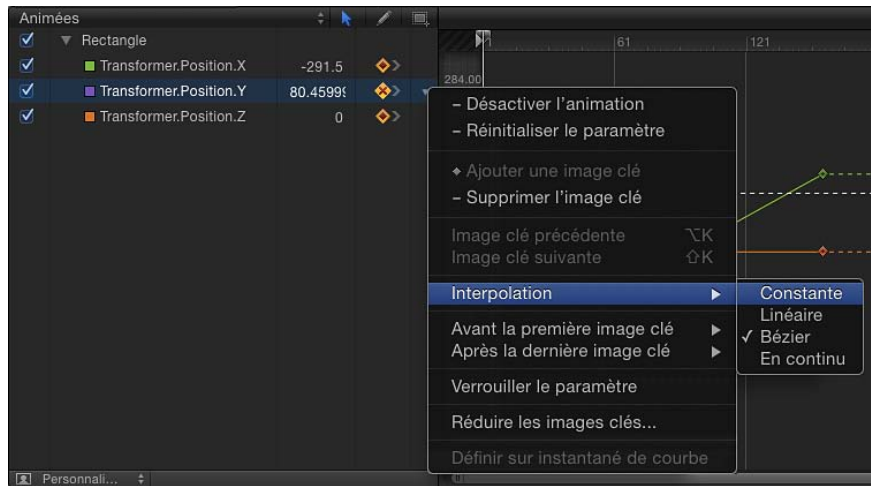 Animées
Rectangle
61
121
Transformer.Position.X -291.5
284.00
Transformer.Position.Y 80.4599
Transformer.Position.Z 0
– Désactiver l’animation
– Réinitialiser le paramètre
Ajouter une image clé
– Supprimer l’image clé
Image clé précédente ⌥K
Image clé suivante ⇧K
Interpolation
Constante
Linéaire
✓ Bézier
En continu
Avant la première image clé
Après la dernière image clé
Verrouiller le paramètre
Réduire les images clés...
Définir sur instantané de courbe
Personnali...